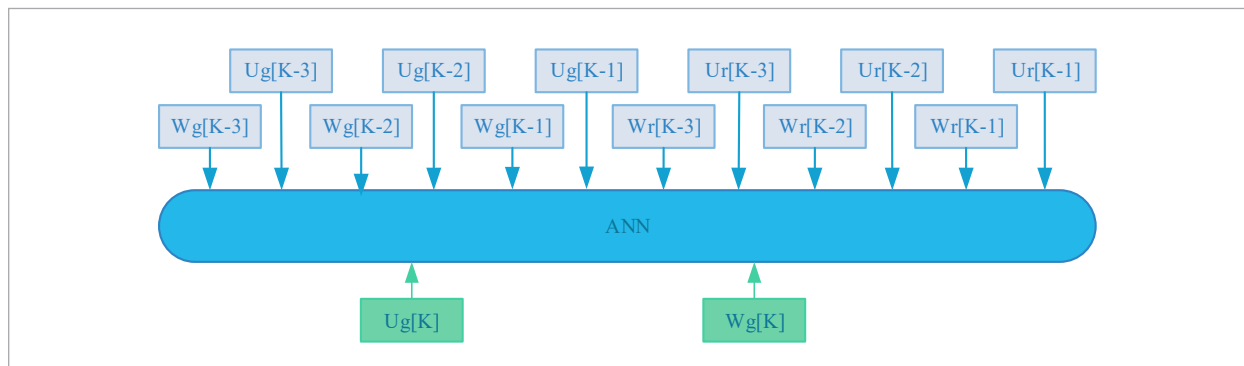 Ug[K-3] Ug[K-2] Ug[K-1] Ur[K-3] Ur[K-2] Ur[K-1]
Wg[K-3] Wg[K-2] Wg[K-1] Wr[K-3] Wr[K-2] Wr[K-1]
ANN
Ug[K] Wg[K]